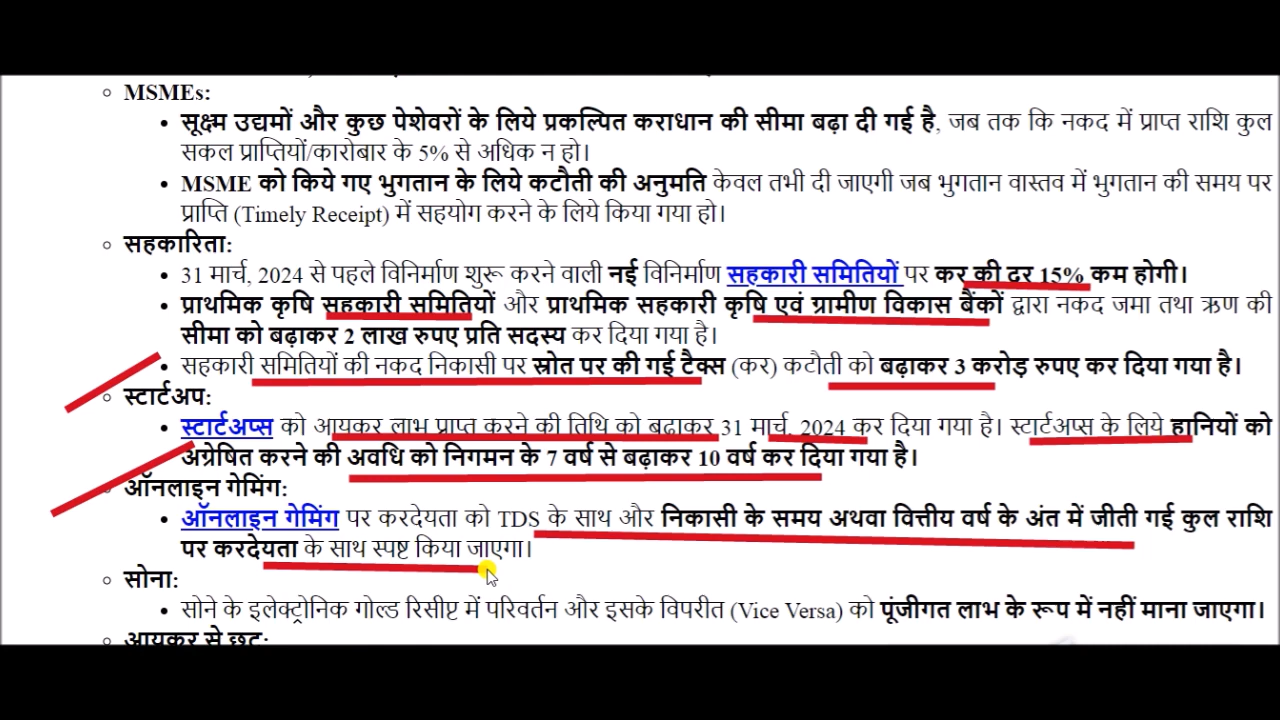 MSMEs:
सूक्ष्म उद्यमों और कुछ पेशेवरों के लिये प्रकल्पित कराधान की सीमा बढ़ा दी गई है, जब तक कि नकद में प्राप्त राशि कुल
सकल प्राप्तियों/कारोबार के 5% से अधिक न हो।
MSME को किये गए भुगतान के लिये कटौती की अनुमति केवल तभी दी जाएगी जब भुगतान वास्तव में भुगतान की समय पर
प्राप्ति (Timely Receipt) में सहयोग करने के लिये किया गया हो।
सहकारिता:
31 मार्च, 2024 से पहले विनिर्माण शुरू करने वाली नई विनिर्माण सहकारी समितियों पर कर की दर 15% कम होगी।
प्राथमिक कृषि सहकारी समितियों और प्राथमिक सहकारी कृषि एवं ग्रामीण विकास बैंकों द्वारा नकद जमा तथा ऋण की
सीमा को बढ़ाकर 2 लाख रुपए प्रति सदस्य कर दिया गया है।
सहकारी समितियों की नकद निकासी पर स्रोत पर की गई टैक्स (कर) कटौती को बढ़ाकर 3 करोड़ रुपए कर दिया गया है।
स्टार्टअप:
स्टार्टअप्स को आयकर लाभ प्राप्त करने की तिथि को बढ़ाकर 31 मार्च, 2024 कर दिया गया है। स्टार्टअप्स के लिये हानियों को
अग्रेषित करने की अवधि को निगमन के 7 वर्ष से बढ़ाकर 10 वर्ष कर दिया गया है।
ऑनलाइन गेमिंग:
ऑनलाइन गेमिंग पर करदेयता को TDS के साथ और निकासी के समय अथवा वित्तीय वर्ष के अंत में जीती गई कुल राशि
पर करदेयता के साथ स्पष्ट किया जाएगा।
सोना:
सोने के इलेक्ट्रोनिक गोल्ड रिसीप्ट में परिवर्तन और इसके विपरीत (Vice Versa) को पूंजीगत लाभ के रूप में नहीं माना जाएगा।
आयकर से छूट: